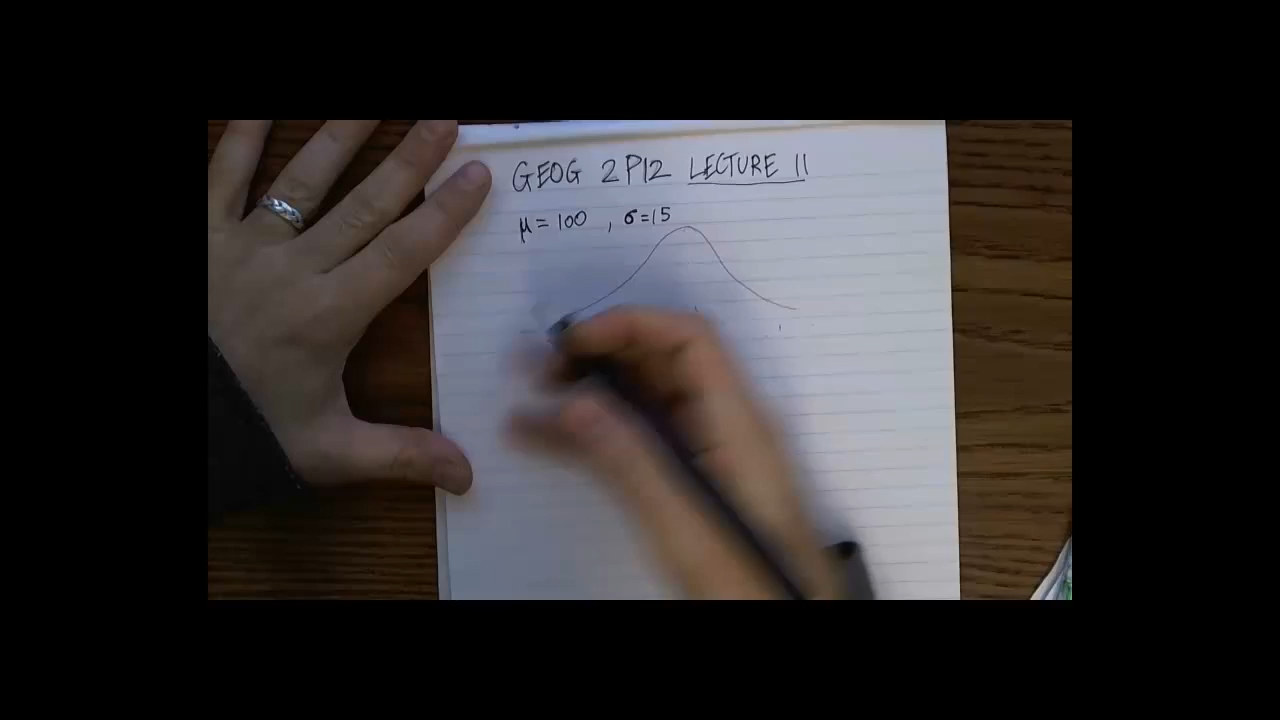 GEOG 2P12 LECTURE 11
μ = 100 , σ = 15